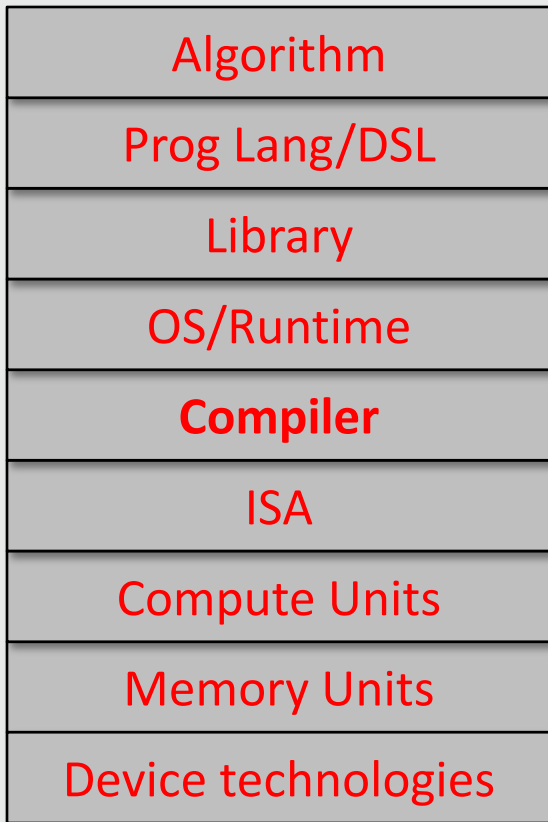 Algorithm
Prog Lang/DSL
Library
OS/Runtime
Compiler
ISA
Compute Units
Memory Units
Device technologies